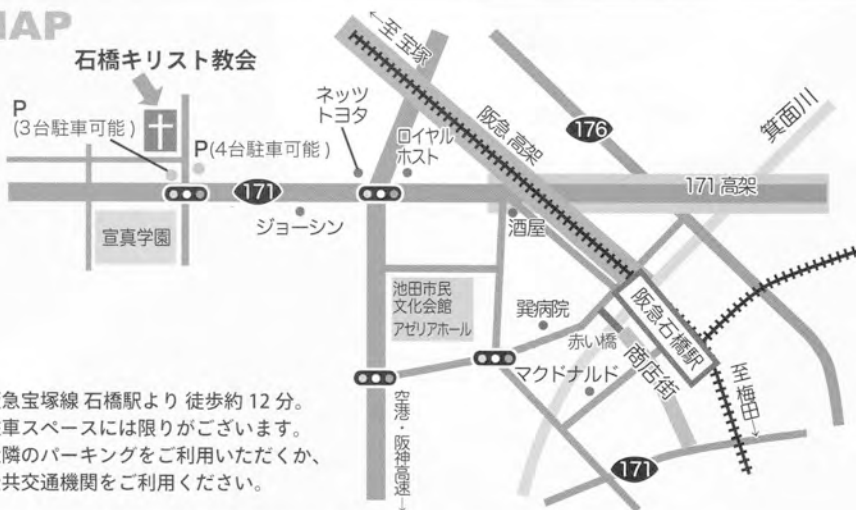 MAP
石橋キリスト教会
P
(3台駐車可能)
P(4台駐車可能)
171
宣真学園
ジョーシン
ネッツ
トヨタ
ロイヤル
ホスト
←至 宝塚
阪急 高架
176
箕面川
171 高架
酒屋
池田市民
文化会館
アゼリアホール
巽病院
赤い橋
マクドナルド
商店街
阪急石橋駅
至 梅田→
171
空港・阪神高速→
急宝塚線 石橋駅より 徒歩約 12 分。
車スペースには限りがございます。
隣のパーキングをご利用いただくか、
共交通機関をご利用ください。